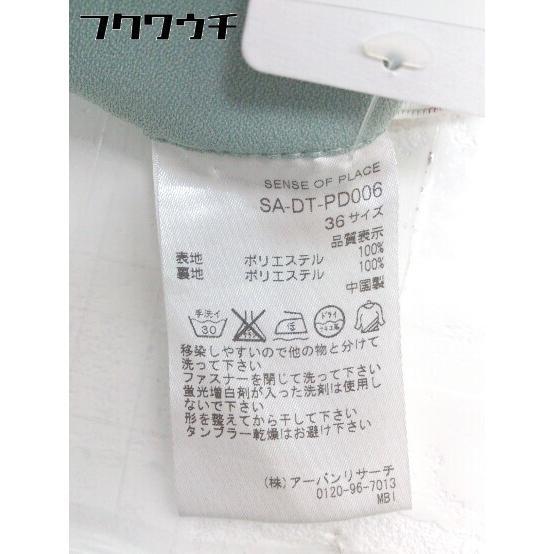 フクワウチ
SENSE OF PLACE
SA-DT-PD006
36サイズ
品質表示
表地 ポリエステル 100%
裏地 ポリエステル 100%
中国製
手洗イ
30
ドライ
移染しやすいので他の物と分けて
洗って下さい
ファスナーを閉じて洗って下さい
蛍光増白剤が入った洗剤は使用し
ないで下さい
形を整えてから干して下さい
タンブラー乾燥はお避け下さい
(株)アーバンリサーチ
0120-96-7013
MBI